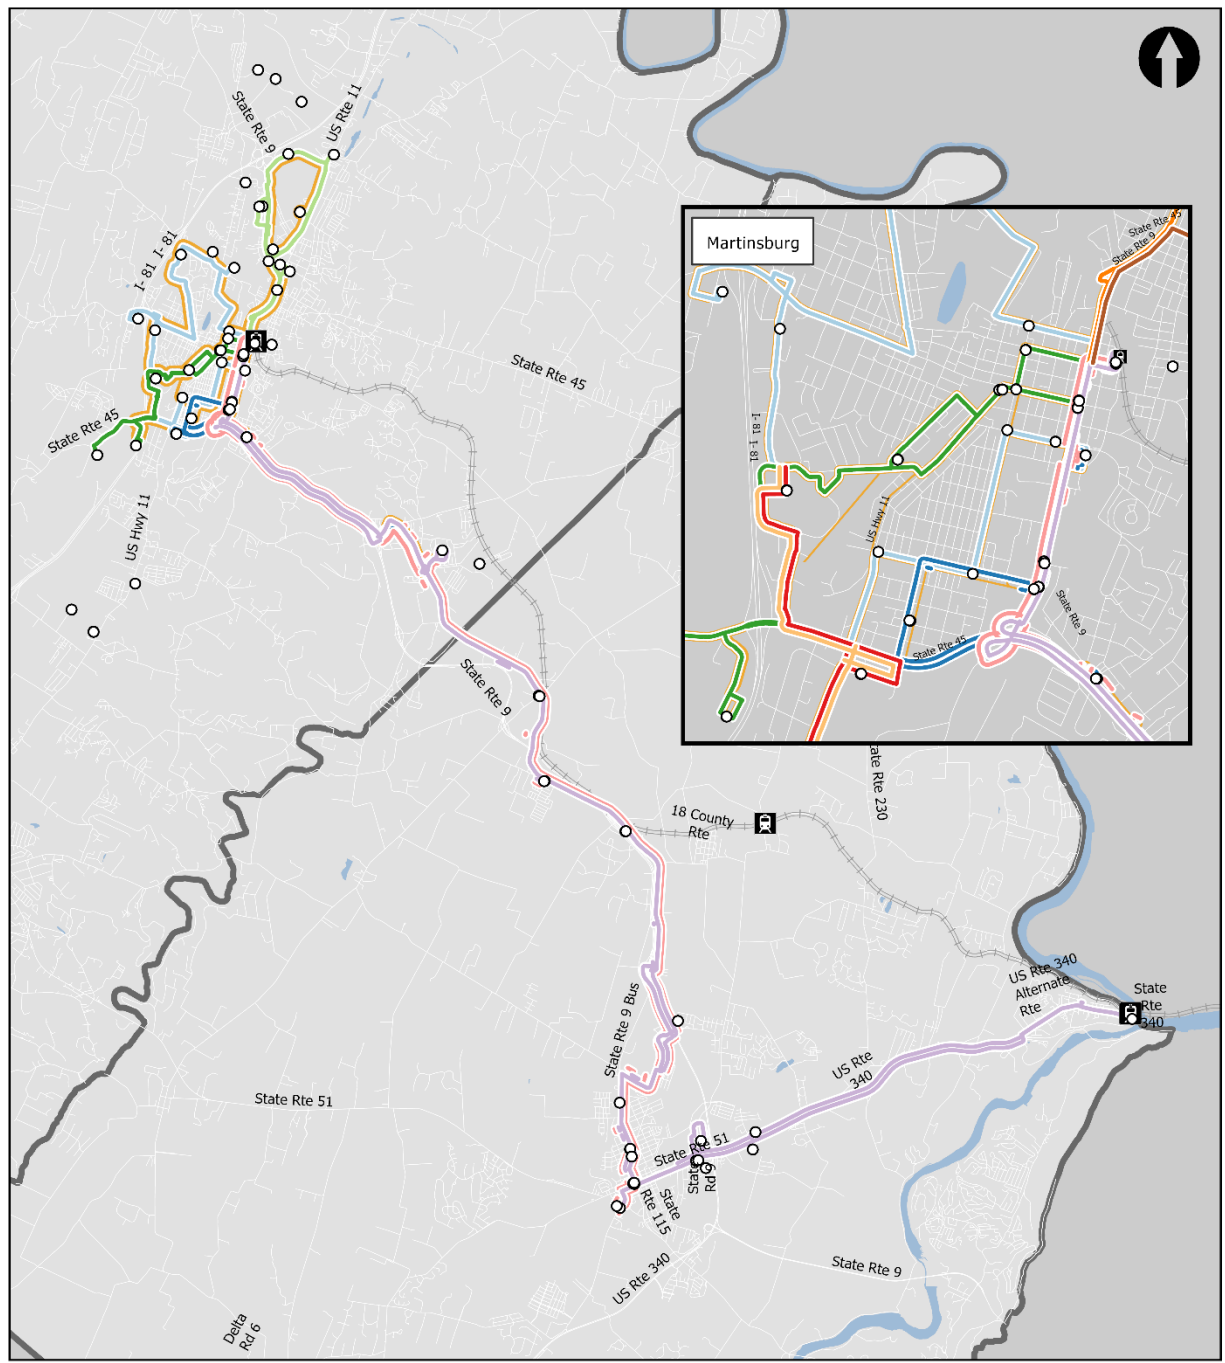 State Rte 9
US Rte 11
I- 81
I- 81
State Rte 45
State Rte 45
US Hwy 11
Martinsburg
State Rte 45
State Rte 9
I- 81
I- 81
US Hwy 11
State Rte 45
State Rte 9
State Rte 9
ate Rte 230
18 County
Rte
US Rte 340
Alternate
Rte
State
Rte
340
State Rte 9 Bus
US Rte
340
State Rte 51
State Rte 51
State
Rd 9
State
Rte 115
US Rte 340
State Rte 9
Delta
Rd 6